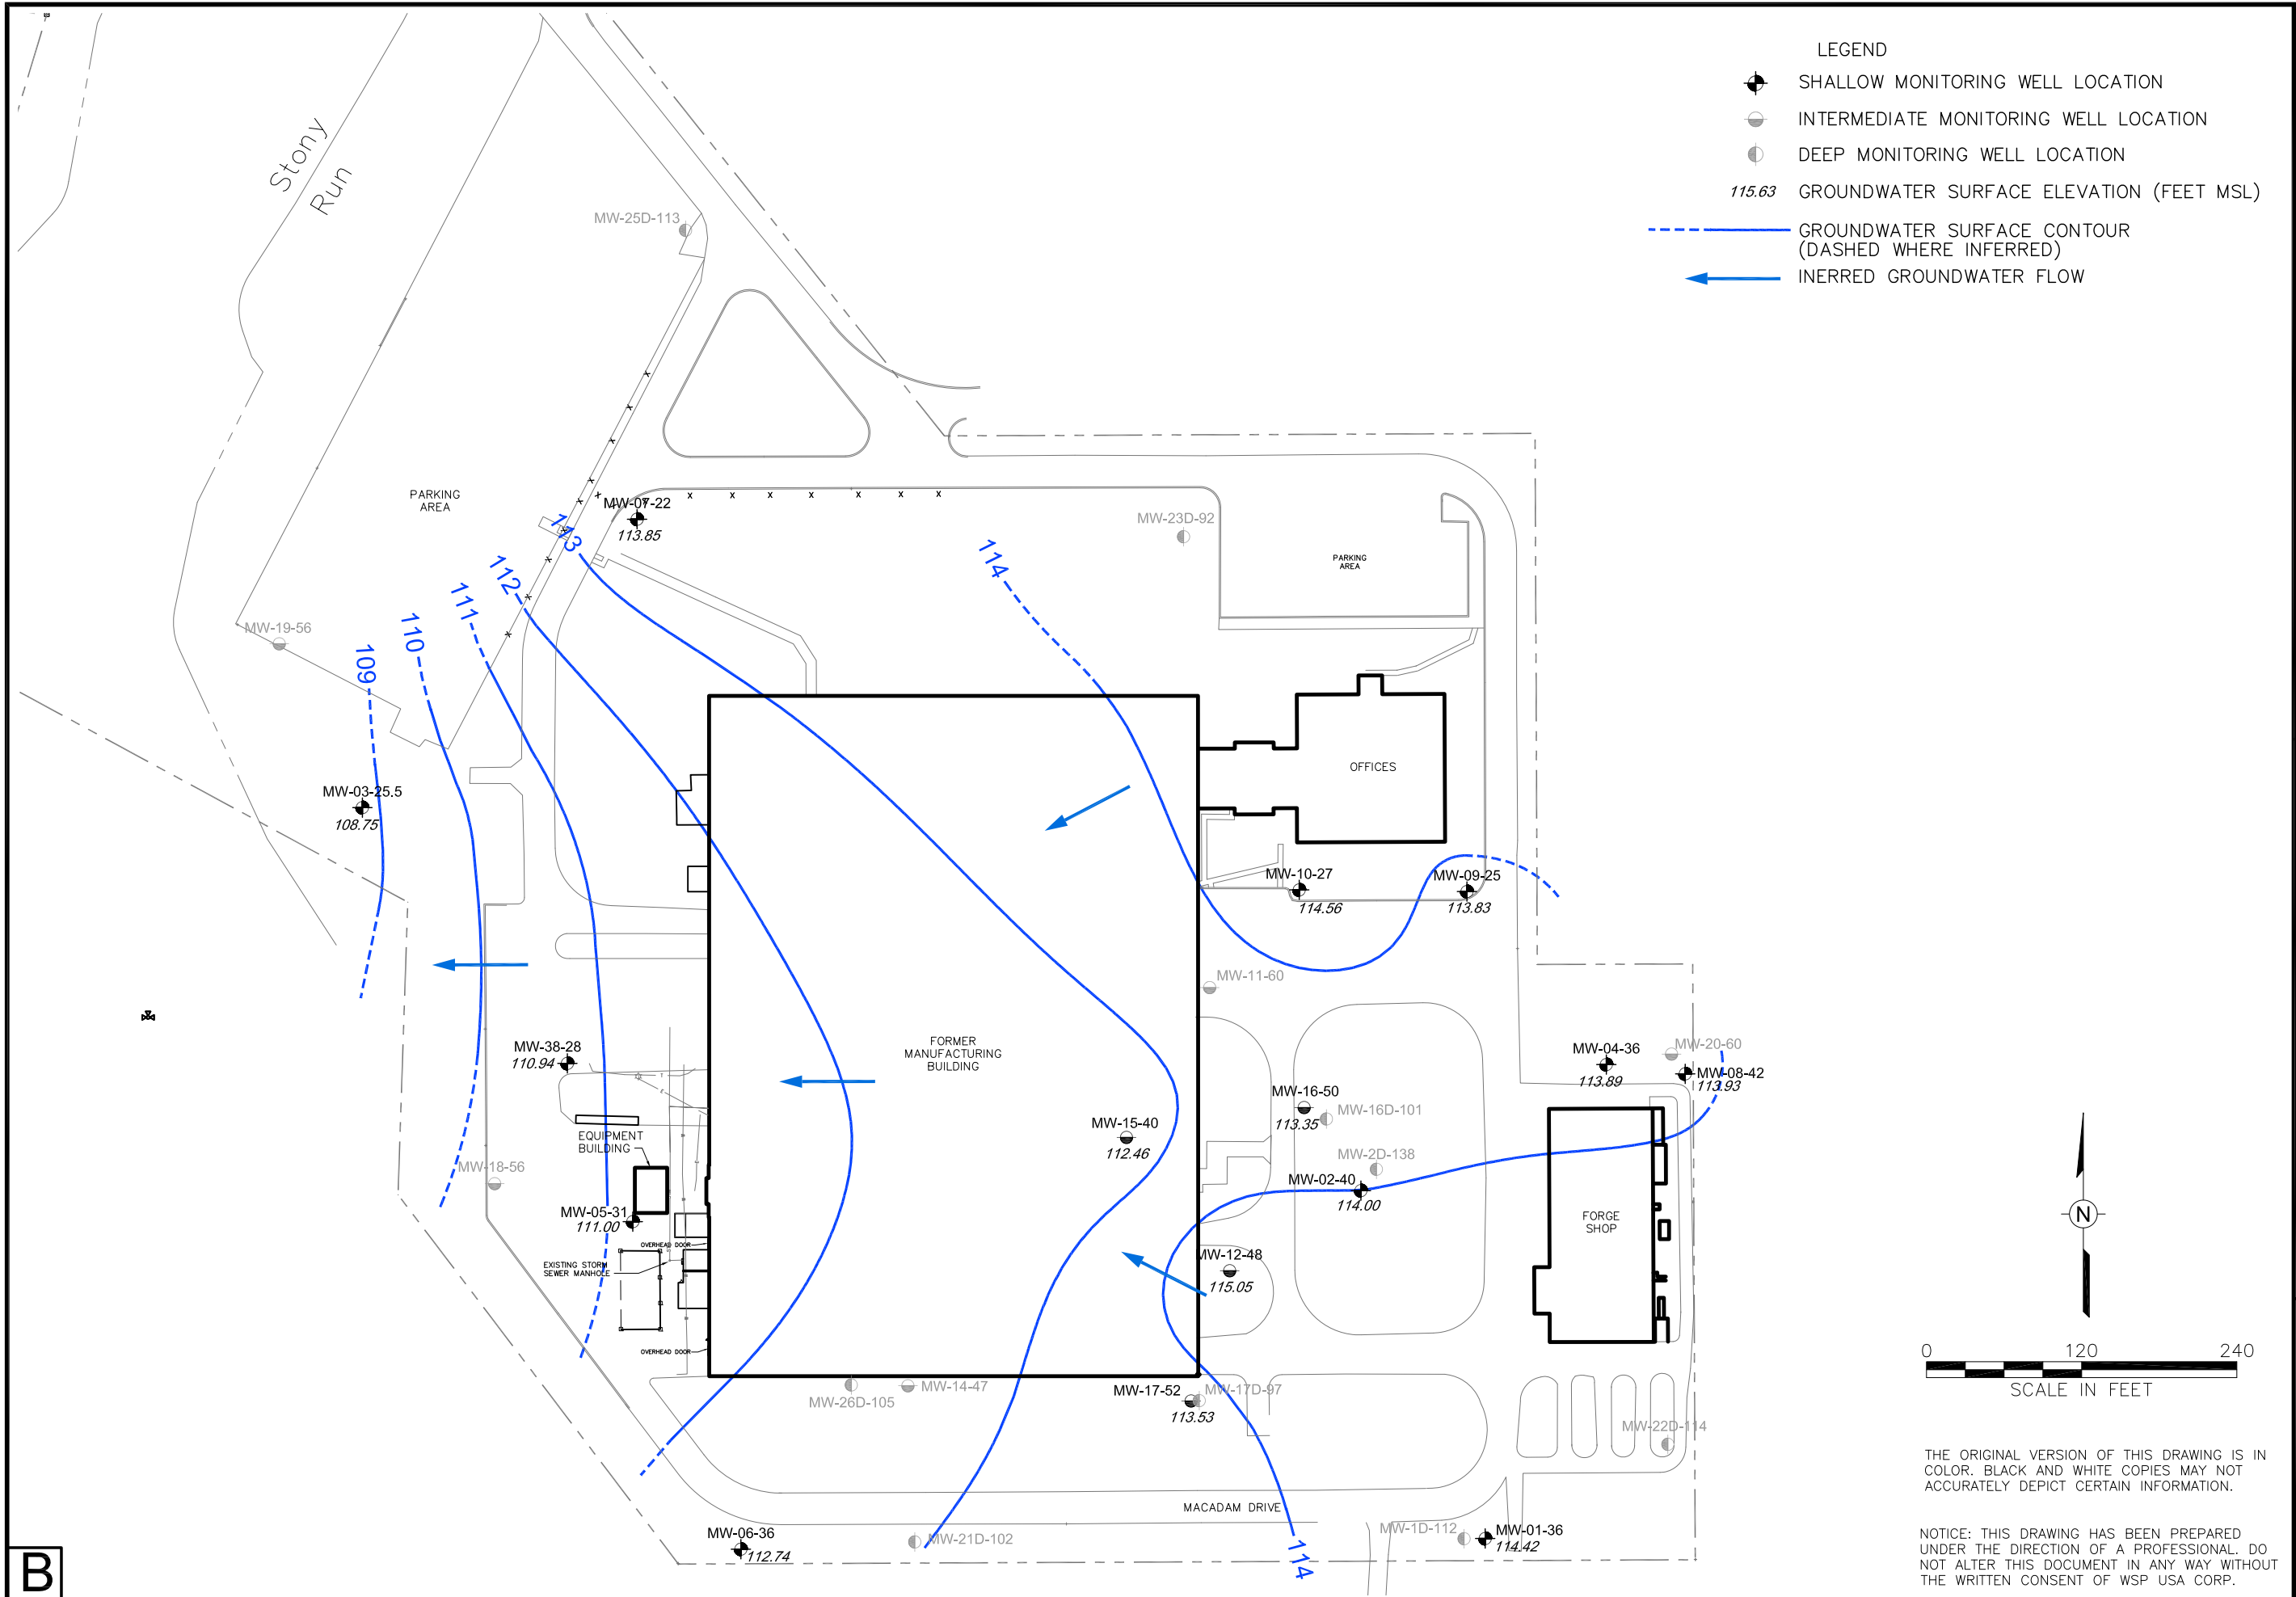 LEGEND
SHALLOW MONITORING WELL LOCATION
INTERMEDIATE MONITORING WELL LOCATION
DEEP MONITORING WELL LOCATION
115.63 GROUNDWATER SURFACE ELEVATION (FEET MSL)
GROUNDWATER SURFACE CONTOUR
(DASHED WHERE INFERRED)
INERRED GROUNDWATER FLOW
Stony
Run
MW-25D-113
PARKING
AREA
MW-07-22
113.85
113
112
111
110
109
114
MW-23D-92
PARKING
AREA
MW-19-56
MW-03-25.5
108.75
OFFICES
MW-10-27
114.56
MW-09-25
113.83
MW-11-60
FORMER
MANUFACTURING
BUILDING
MW-38-28
110.94
MW-04-36
113.89
MW-20-60
MW-08-42
113.93
MW-16-50
113.35
MW-16D-101
MW-15-40
112.46
EQUIPMENT
BUILDING
MW-18-56
MW-2D-138
MW-02-40
114.00
MW-05-31
111.00
FORGE
SHOP
OVERHEAD DOOR
EXISTING STORM
SEWER MANHOLE
MW-12-48
115.05
OVERHEAD DOOR
MW-26D-105
MW-14-47
MW-17-52
113.53
MW-17D-97
MW-22D-114
MACADAM DRIVE
MW-06-36
112.74
MW-21D-102
MW-1D-112
MW-01-36
114.42
114
N
0 120 240
SCALE IN FEET
THE ORIGINAL VERSION OF THIS DRAWING IS IN
COLOR. BLACK AND WHITE COPIES MAY NOT
ACCURATELY DEPICT CERTAIN INFORMATION.
NOTICE: THIS DRAWING HAS BEEN PREPARED
UNDER THE DIRECTION OF A PROFESSIONAL. DO
NOT ALTER THIS DOCUMENT IN ANY WAY WITHOUT
THE WRITTEN CONSENT OF WSP USA CORP.
B